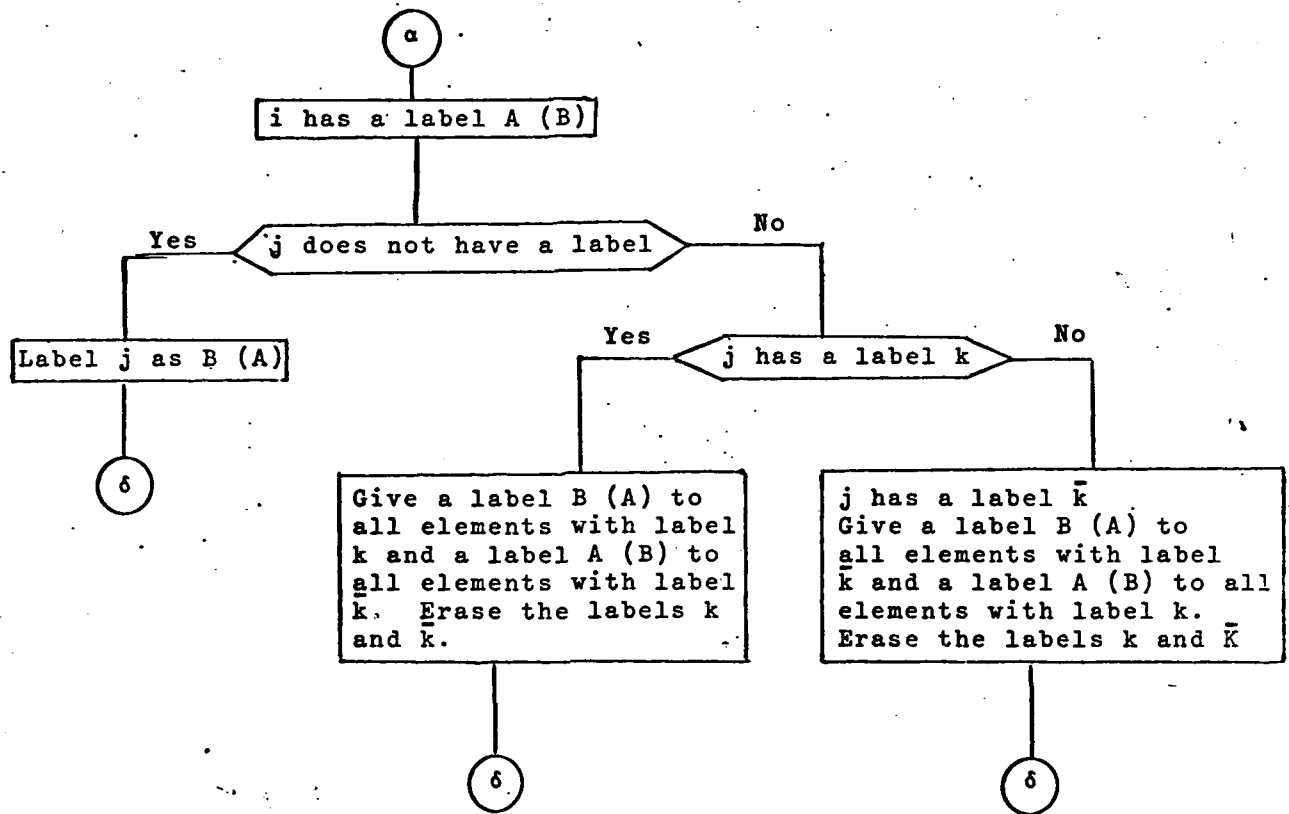 α
i has a label A (B)
Yes
j does not have a label
No
Label j as B (A)
Yes
j has a label k
No
δ
Give a label B (A) to
all elements with label
k and a label A (B) to
all elements with label
k̄. Erase the labels k
and k̄.
j has a label k̄
Give a label B (A) to
all elements with label
k̄ and a label A (B) to all
elements with label k.
Erase the labels k and K̄
δ
δ